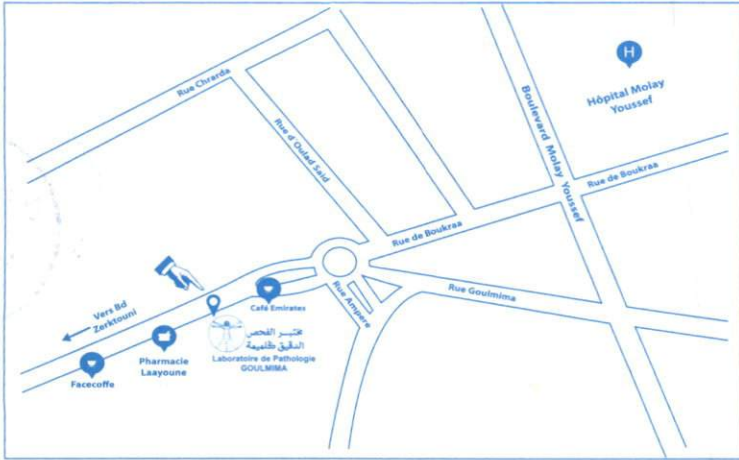 Rue Chrarda
Rue d'Oulad Said
Boulevard Molay Youssef
H
Hôpital Molay
Youssef
Rue de Boukraa
Rue de Boukraa
Rue Goulmima
Rue Ampere
Café Emirates
Vers Bd
Zerktouni
مختبر الفحص
الدقيق ڭلميمة
Laboratoire de Pathologie
GOULMIMA
Pharmacie
Laayoune
Facecoffe